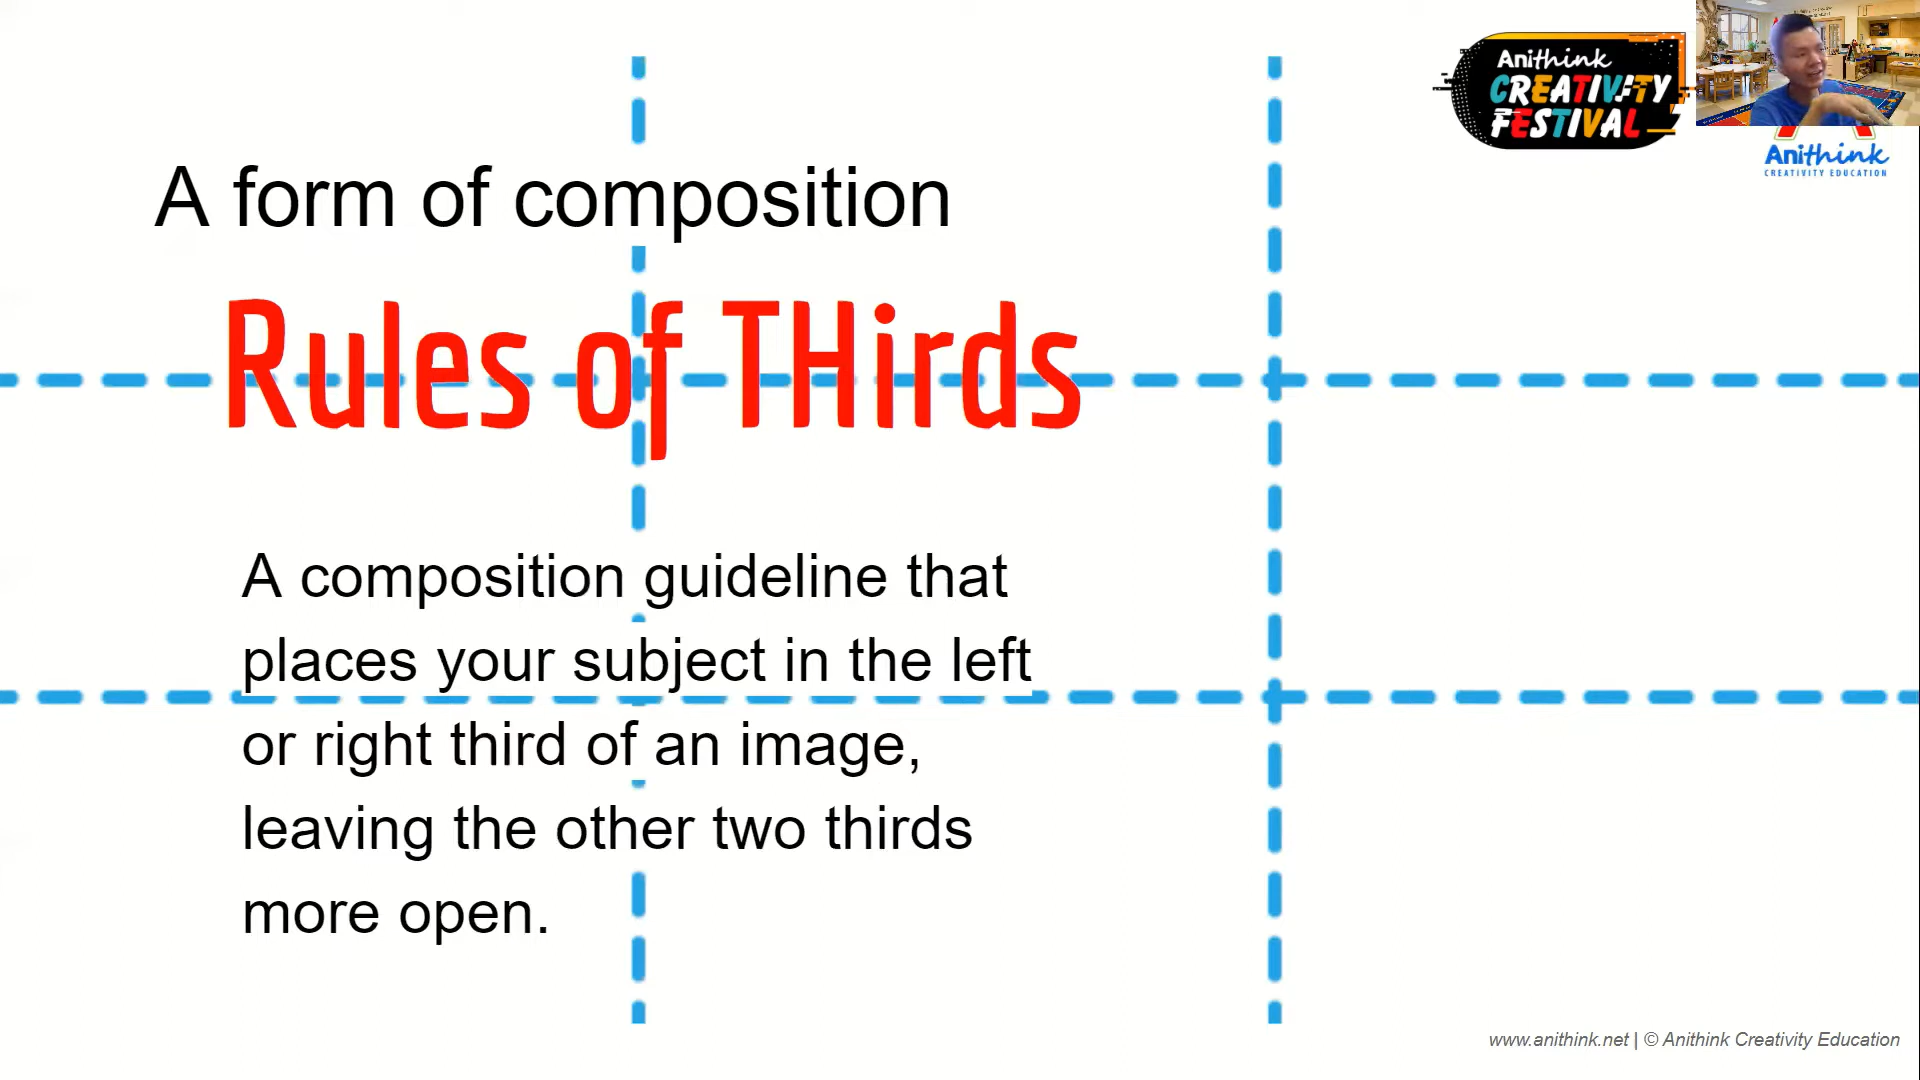 Anithink
CREATIVITY
FESTIVAL
Anithink
CREATIVITY EDUCATION
A form of composition
Rules of THirds
A composition guideline that
places your subject in the left
or right third of an image,
leaving the other two thirds
more open.
www.anithink.net | © Anithink Creativity Education